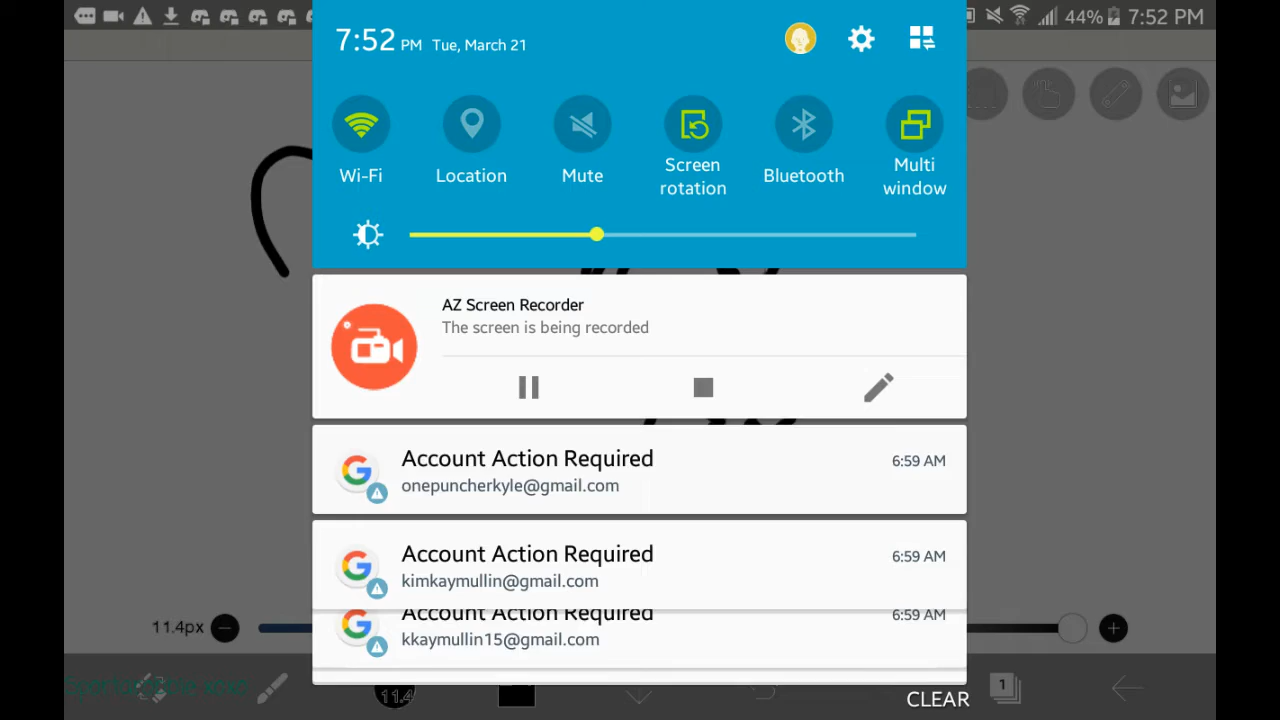 44% 7:52 PM
7:52 PM Tue, March 21
Wi-Fi
Location
Mute
Screen
rotation
Bluetooth
Multi
window
AZ Screen Recorder
The screen is being recorded
Account Action Required
6:59 AM
onepuncherkyle@gmail.com
Account Action Required
6:59 AM
kimkaymullin@gmail.com
Account Action Required
6:59 AM
kkaymullin15@gmail.com
11.4px
11.4
1
CLEAR